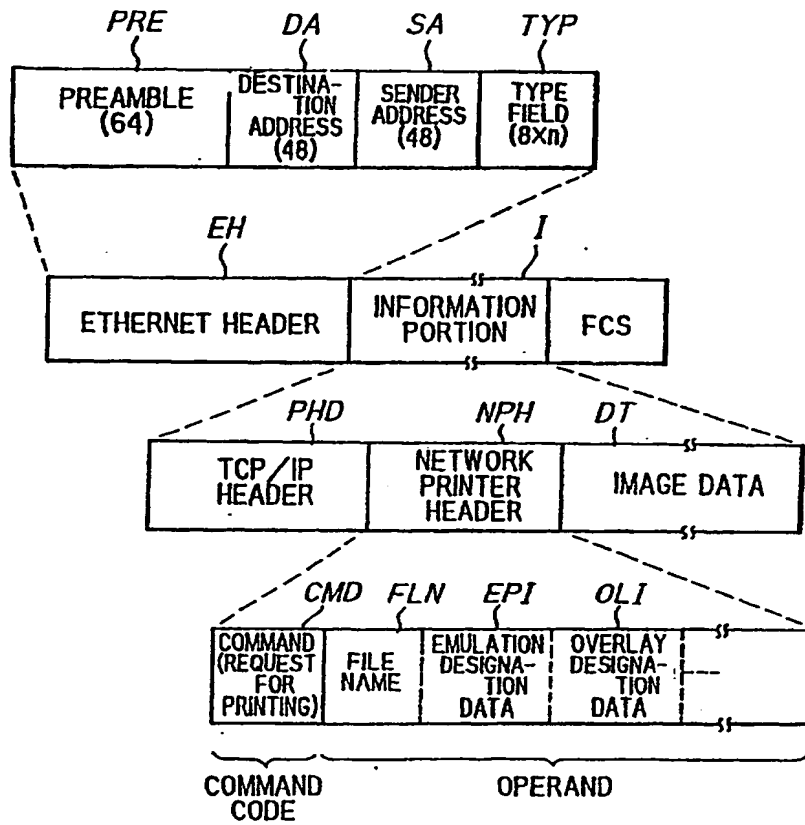 PRE DA SA TYP
PREAMBLE
(64)
DESTINA-
TION
ADDRESS
(48)
SENDER
ADDRESS
(48)
TYPE
FIELD
(8×n)
EH I
ETHERNET HEADER
INFORMATION
PORTION
FCS
PHD NPH DT
TCP/IP
HEADER
NETWORK
PRINTER
HEADER
IMAGE DATA
CMD FLN EPI OLI
COMMAND
(REQUEST
FOR
PRINTING)
FILE
NAME
EMULATION
DESIGNA-
TION
DATA
OVERLAY
DESIGNA-
TION
DATA
COMMAND
CODE
OPERAND